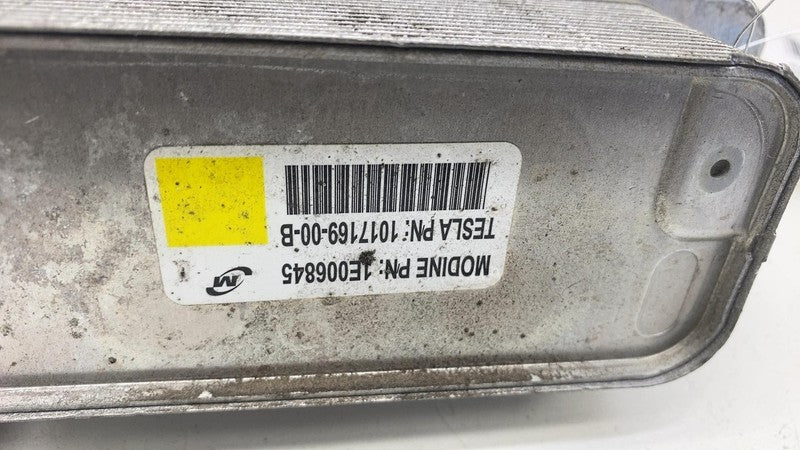 MODINE PN: 1E006845
TESLA PN: 1017169-00-B